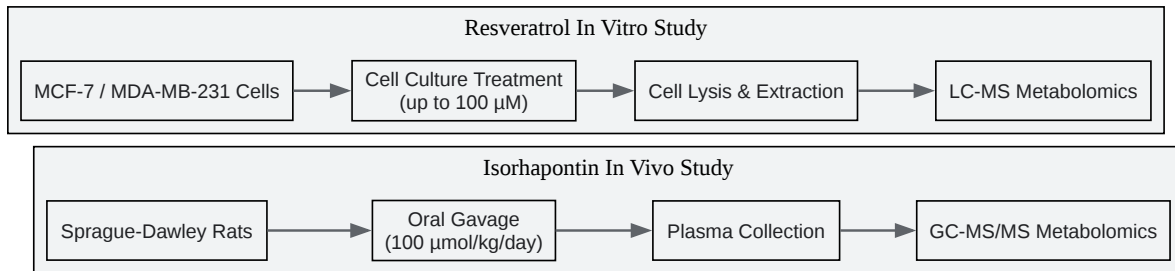 Resveratrol In Vitro Study
MCF-7 / MDA-MB-231 Cells
Cell Culture Treatment
(up to 100 µM)
Cell Lysis & Extraction
LC-MS Metabolomics
Isorhapontin In Vivo Study
Sprague-Dawley Rats
Oral Gavage
(100 µmol/kg/day)
Plasma Collection
GC-MS/MS Metabolomics